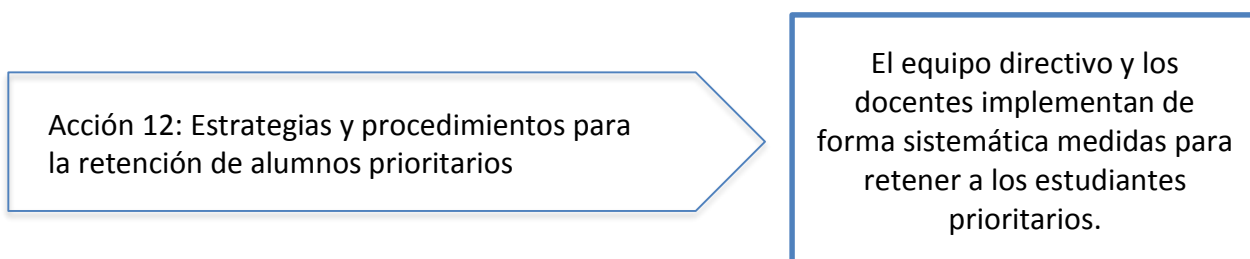 Acción 12: Estrategias y procedimientos para
la retención de alumnos prioritarios
El equipo directivo y los
docentes implementan de
forma sistemática medidas para
retener a los estudiantes
prioritarios.